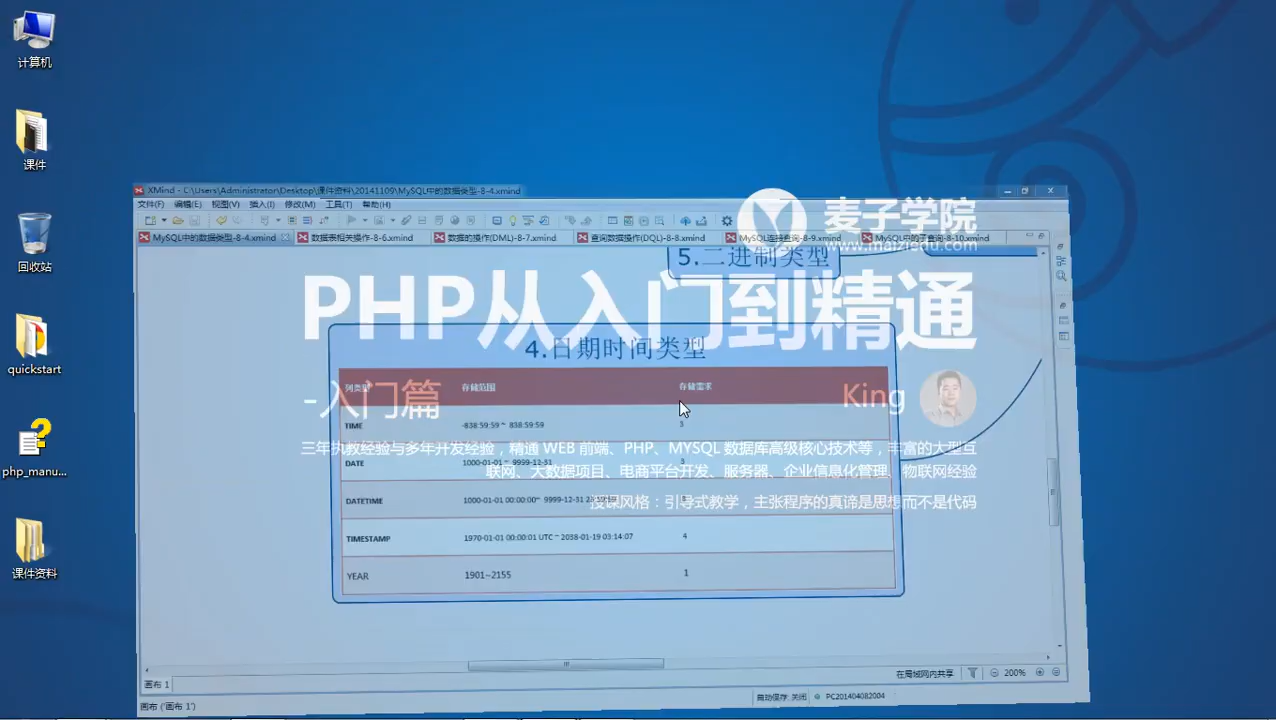 计算机
课件
回收站
quickstart
php_manu...
课件资料
XMind - C:\Users\Administrator\Desktop\课件资料\20141109\MySQL中的数据类型-8-4.xmind
文件(F) 编辑(E) 视图(V) 插入(I) 修改(M) 工具(T) 帮助(H)
MySQL中的数据类型-8-4.xmind 数据表相关操作-8-6.xmind 数据的操作(DML)-8-7.xmind 查询数据操作(DQL)-8-8.xmind MySQL连接查询-8-9.xmind MySQL中的子查询-8-10.xmind
麦子学院
www.maiziedu.com
5.二进制类型
PHP从入门到精通
4.日期时间类型
-入门篇
King
列类型 存储范围 存储需求
TIME -838:59:59 ~ 838:59:59 3
三年执教经验与多年开发经验，精通 WEB 前端、PHP、MYSQL 数据库高级核心技术等，丰富的大型互
DATE 1000-01-01 ~ 9999-12-31 3
联网、大数据项目、电商平台开发、服务器、企业信息化管理、物联网经验
DATETIME 1000-01-01 00:00:00~ 9999-12-31
授课风格：引导式教学，主张程序的真谛是思想而不是代码
TIMESTAMP 1970-01-01 00:00:01 UTC ~ 2038-01-19 03:14:07 4
YEAR 1901~2155 1
在局域网内共享 200%
画布 1
画布 ('画布 1') 自动保存: 关闭 PC201404082004